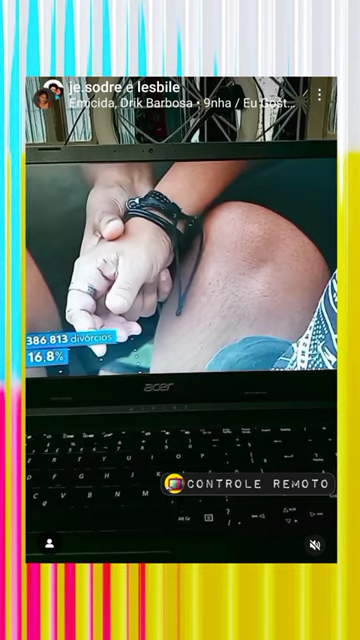 je.sodre e lesbile
Emicida, Drik Barbosa • 9nha / Eu Gost...
386.813 divórcios
16,8%
acer
CONTROLE REMOTO